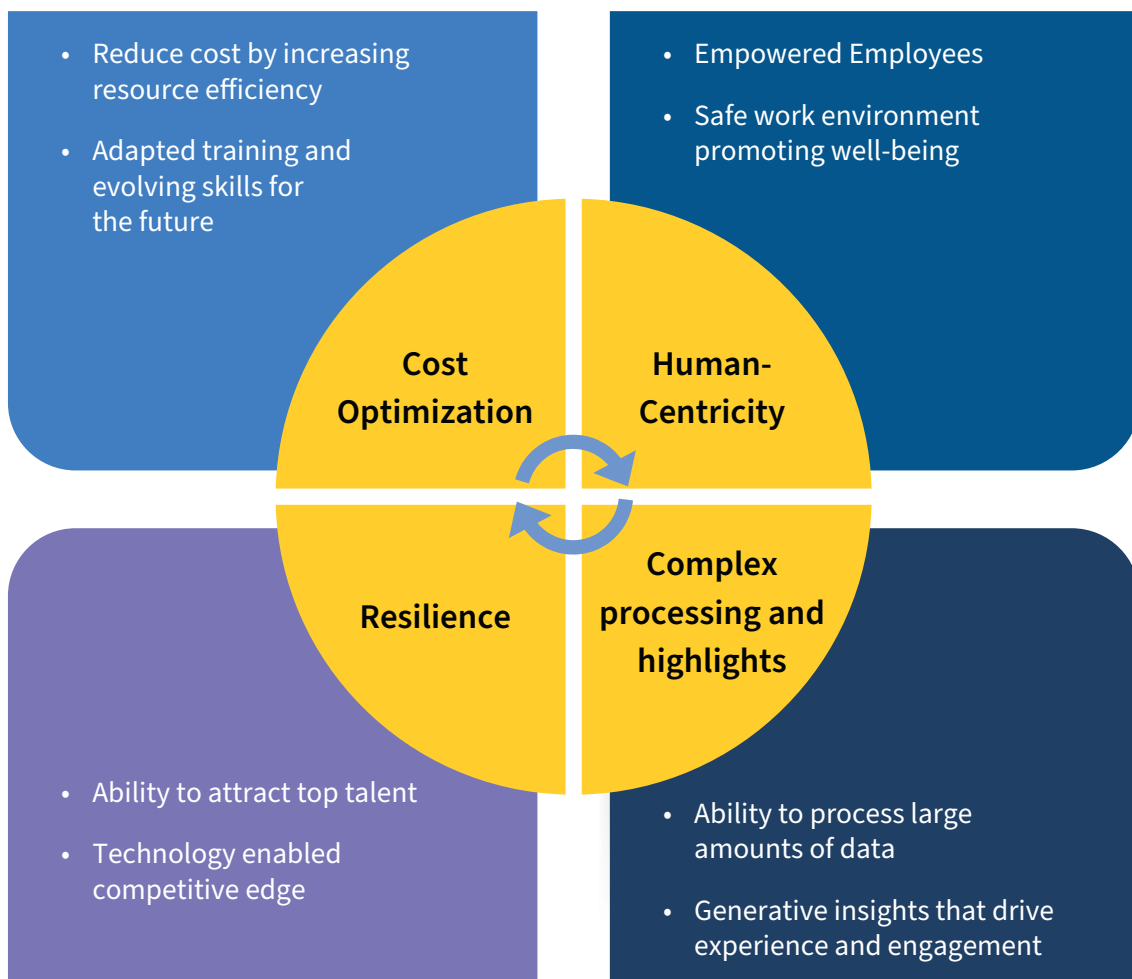 • Reduce cost by increasing
resource efficiency
• Adapted training and
evolving skills for
the future
• Empowered Employees
• Safe work environment
promoting well-being
Cost
Optimization
Human-
Centricity
Resilience
Complex
processing and
highlights
• Ability to attract top talent
• Technology enabled
competitive edge
• Ability to process large
amounts of data
• Generative insights that drive
experience and engagement